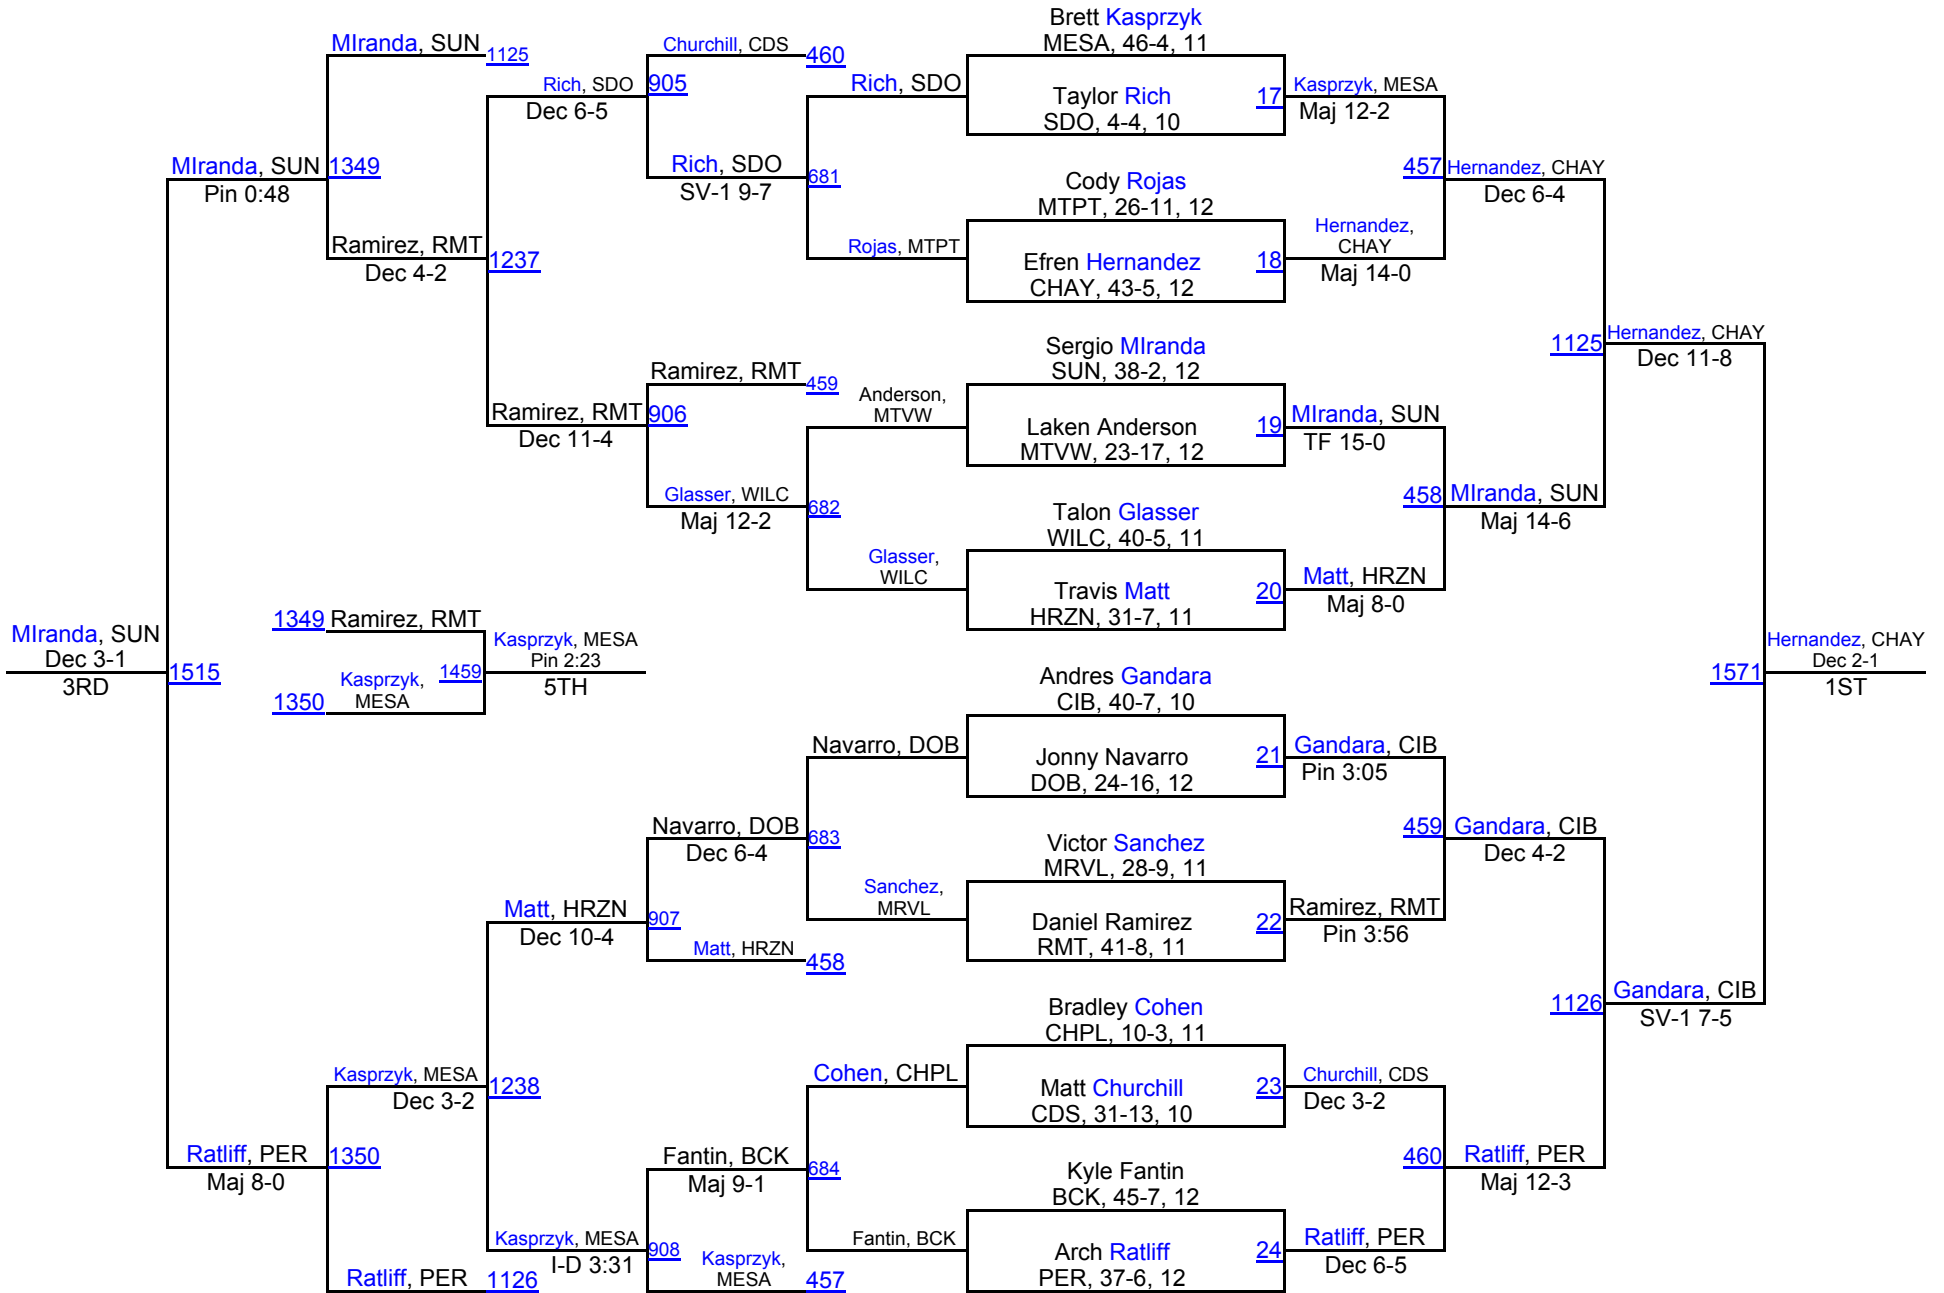 Brett Kasprzyk
MESA, 46-4, 11
MIranda, SUN
1125
Churchill, CDS
460
Rich, SDO
905
Dec 6-5
Rich, SDO
Taylor Rich
SDO, 4-4, 10
17
Kasprzyk, MESA
Maj 12-2
MIranda, SUN
1349
Pin 0:48
Rich, SDO
681
SV-1 9-7
Cody Rojas
MTPT, 26-11, 12
457
Hernandez, CHAY
Dec 6-4
Ramirez, RMT
Dec 4-2
1237
Rojas, MTPT
Efren Hernandez
CHAY, 43-5, 12
18
Hernandez,
CHAY
Maj 14-0
Sergio MIranda
SUN, 38-2, 12
1125
Hernandez, CHAY
Dec 11-8
Ramirez, RMT
459
Ramirez, RMT
906
Dec 11-4
Anderson,
MTVW
Laken Anderson
MTVW, 23-17, 12
19
MIranda, SUN
TF 15-0
Glasser, WILC
682
Maj 12-2
Talon Glasser
WILC, 40-5, 11
458
MIranda, SUN
Maj 14-6
Glasser,
WILC
Travis Matt
HRZN, 31-7, 11
20
Matt, HRZN
Maj 8-0
MIranda, SUN
Dec 3-1
3RD
1515
1349
Ramirez, RMT
1350
Kasprzyk,
MESA
1459
Kasprzyk, MESA
Pin 2:23
5TH
Andres Gandara
CIB, 40-7, 10
1571
Hernandez, CHAY
Dec 2-1
1ST
Navarro, DOB
Jonny Navarro
DOB, 24-16, 12
21
Gandara, CIB
Pin 3:05
Navarro, DOB
683
Dec 6-4
Victor Sanchez
MRVL, 28-9, 11
459
Gandara, CIB
Dec 4-2
Matt, HRZN
907
Dec 10-4
Sanchez,
MRVL
Daniel Ramirez
RMT, 41-8, 11
22
Ramirez, RMT
Pin 3:56
Matt, HRZN
458
Bradley Cohen
CHPL, 10-3, 11
1126
Gandara, CIB
SV-1 7-5
Kasprzyk, MESA
Dec 3-2
1238
Cohen, CHPL
Matt Churchill
CDS, 31-13, 10
23
Churchill, CDS
Dec 3-2
Ratliff, PER
1350
Maj 8-0
Fantin, BCK
684
Maj 9-1
Kyle Fantin
BCK, 45-7, 12
460
Ratliff, PER
Maj 12-3
Kasprzyk, MESA
I-D 3:31
908
Fantin, BCK
Arch Ratliff
PER, 37-6, 12
24
Ratliff, PER
Dec 6-5
Ratliff, PER
1126
Kasprzyk,
MESA
457